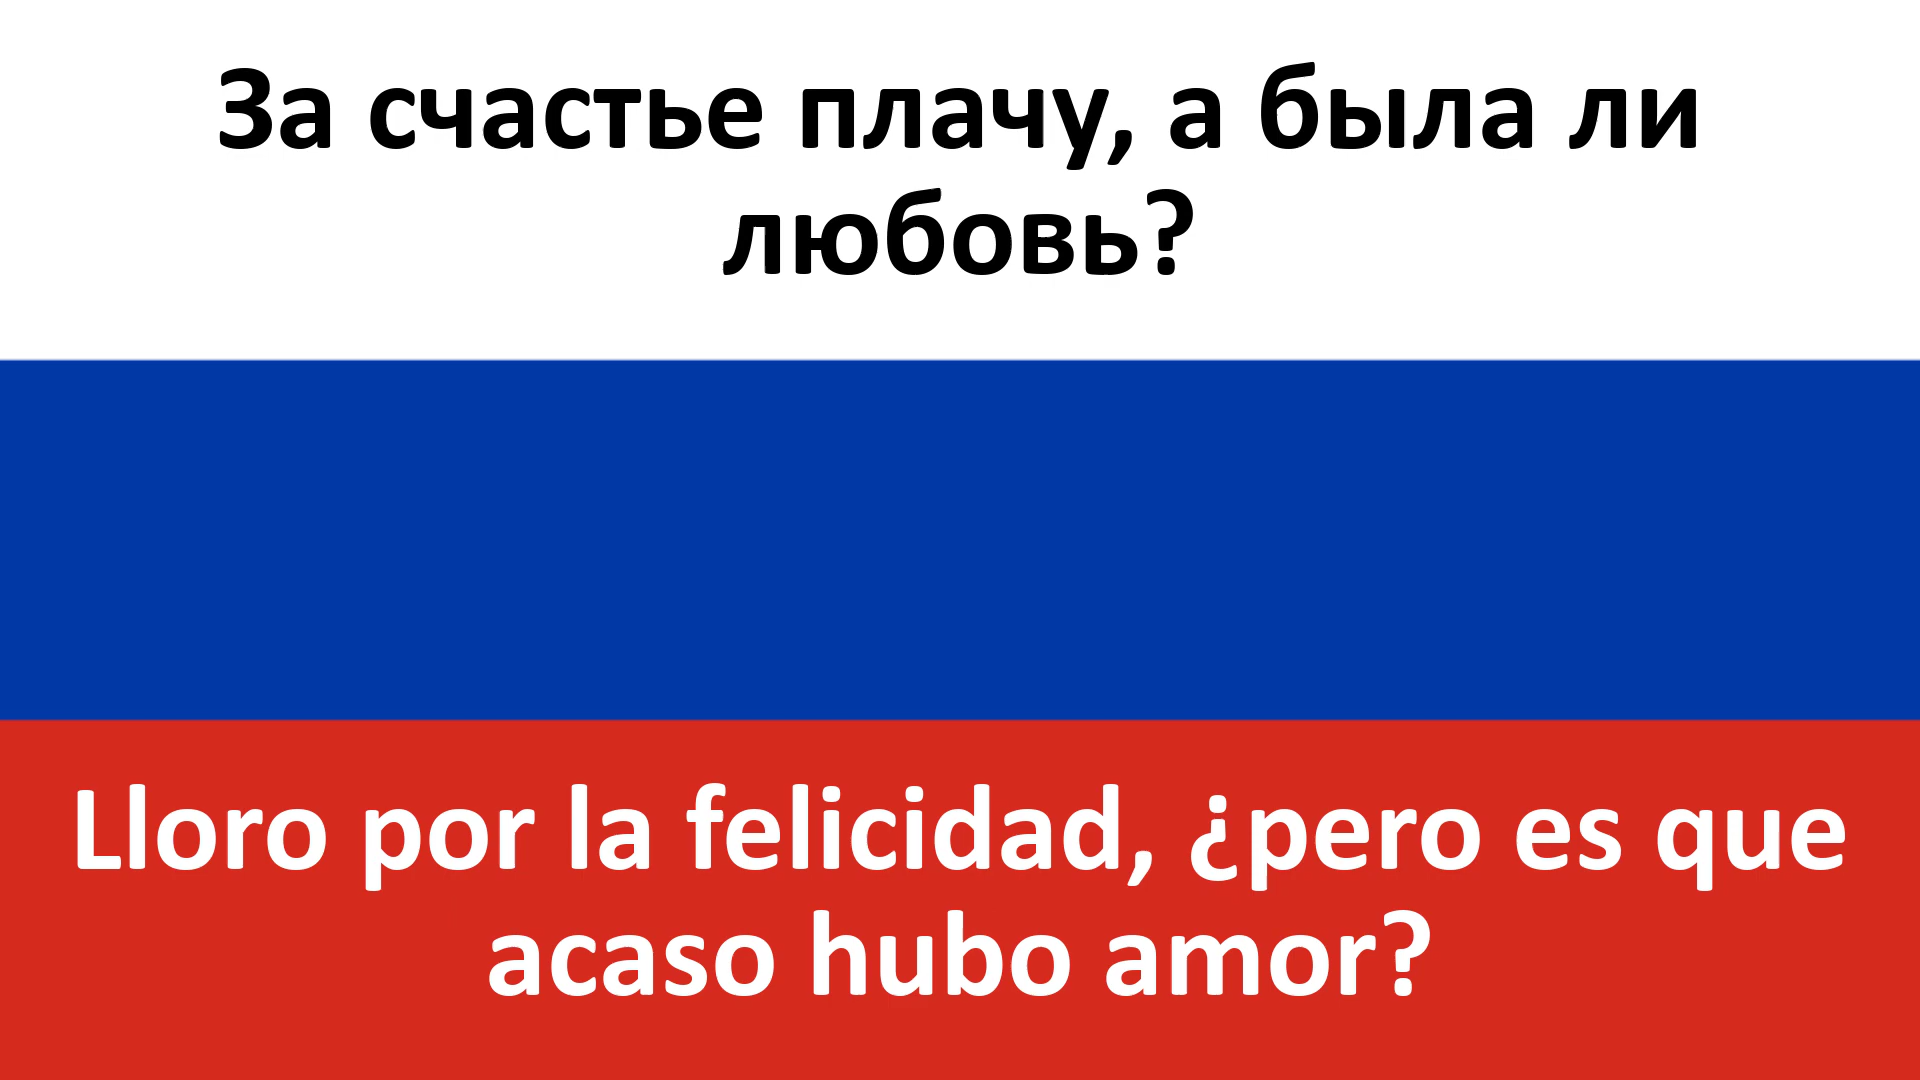 За счастье плачу, а была ли
любовь?
Lloro por la felicidad, ¿pero es que
acaso hubo amor?